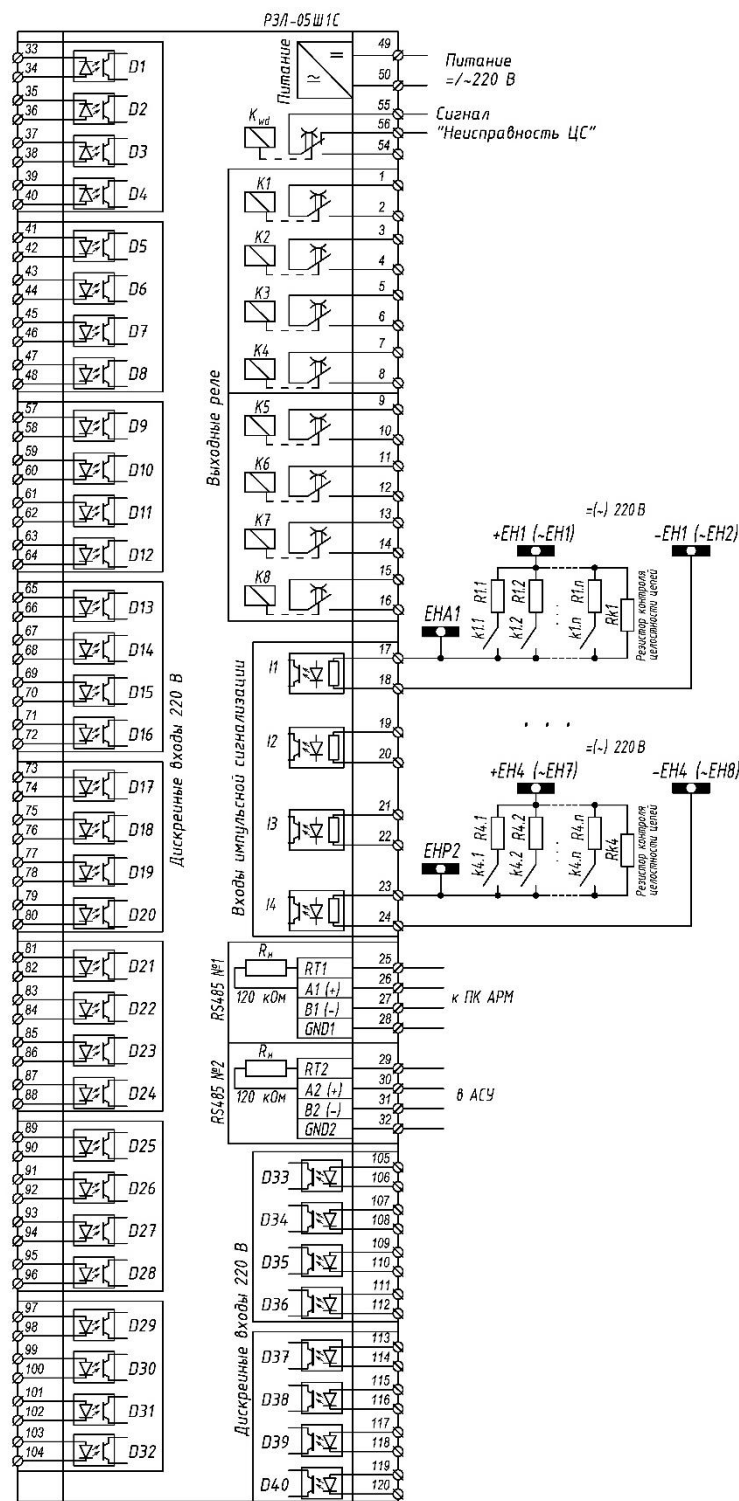 РЗЛ-05Ш1С
33
34
D1
35
36
D2
37
38
D3
39
40
D4
41
42
D5
43
44
D6
45
46
D7
47
48
D8
57
58
D9
59
60
D10
61
62
D11
63
64
D12
65
66
D13
67
68
D14
69
70
D15
71
72
D16
73
74
D17
75
76
D18
77
78
D19
79
80
D20
81
82
D21
83
84
D22
85
86
D23
87
88
D24
89
90
D25
91
92
D26
93
94
D27
95
96
D28
97
98
D29
99
100
D30
101
102
D31
103
104
D32
Дискретные входы 220 В
Питание
49
50
Питание
=/~220 В
Kwd
55
56
54
Сигнал
"Неисправность ЦС"
Выходные реле
K1
1
2
K2
3
4
K3
5
6
K4
7
8
K5
9
10
K6
11
12
K7
13
14
K8
15
16
Входы импульсной сигнализации
I1
17
18
I2
19
20
I3
21
22
I4
23
24
=(~) 220 В
+EH1 (~EH1)
–EH1 (~EH2)
EHA1
R1.1
R1.2
R1.n
Rk1
k1.1
k1.2
k1.n
Резистор контроля
целостности цепей
. . .
=(~) 220 В
+EH4 (~EH7)
–EH4 (~EH8)
EHP2
R4.1
R4.2
R4.n
Rk4
k4.1
k4.2
k4.n
Резистор контроля
целостности цепей
RS485 №1
Rн
120 кОм
RT1
25
A1 (+)
26
B1 (–)
27
GND1
28
к ПК АРМ
RS485 №2
Rн
120 кОм
RT2
29
A2 (+)
30
B2 (–)
31
GND2
32
в АСУ
Дискретные входы 220 В
D33
105
106
D34
107
108
D35
109
110
D36
111
112
D37
113
114
D38
115
116
D39
117
118
D40
119
120